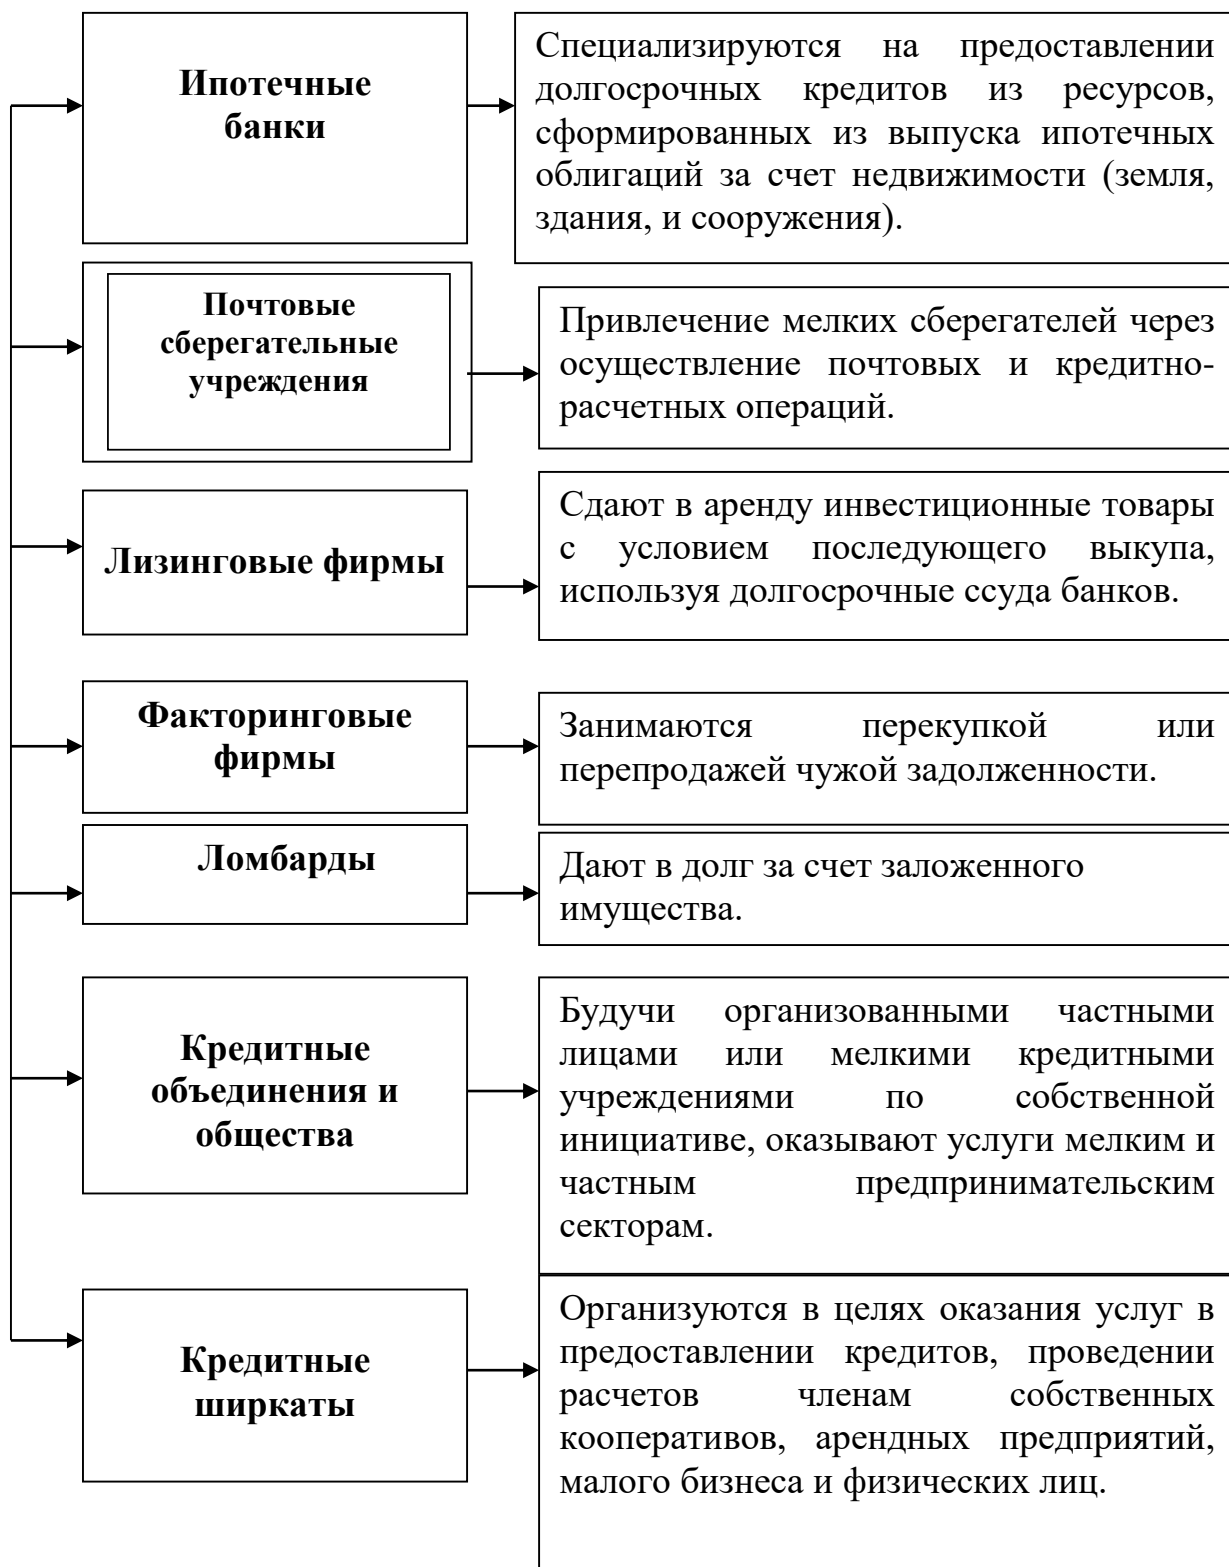 Ипотечные
банки
Специализируются на предоставлении
долгосрочных кредитов из ресурсов,
сформированных из выпуска ипотечных
облигаций за счет недвижимости (земля,
здания, и сооружения).
Почтовые
сберегательные
учреждения
Привлечение мелких сберегателей через
осуществление почтовых и кредитно-
расчетных операций.
Лизинговые фирмы
Сдают в аренду инвестиционные товары
с условием последующего выкупа,
используя долгосрочные ссуда банков.
Факторинговые
фирмы
Занимаются перекупкой или
перепродажей чужой задолженности.
Ломбарды
Дают в долг за счет заложенного
имущества.
Кредитные
объединения и
общества
Будучи организованными частными
лицами или мелкими кредитными
учреждениями по собственной
инициативе, оказывают услуги мелким и
частным предпринимательским
секторам.
Кредитные
ширкаты
Организуются в целях оказания услуг в
предоставлении кредитов, проведении
расчетов членам собственных
кооперативов, арендных предприятий,
малого бизнеса и физических лиц.